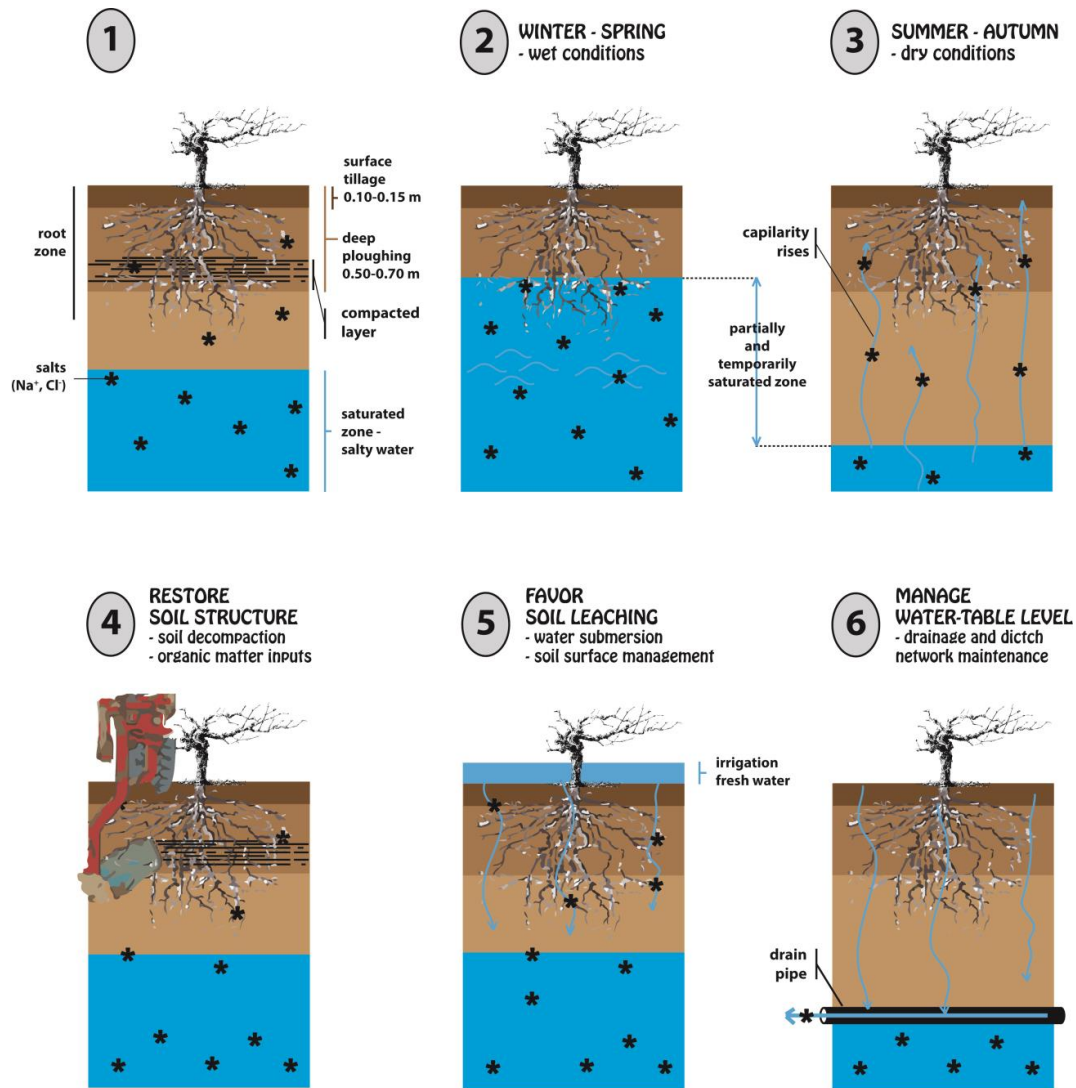 1
surface
tillage
0.10-0.15 m
root
zone
deep
ploughing
0.50-0.70 m
compacted
layer
salts
(Na⁺, Cl⁻)
saturated
zone -
salty water
2
WINTER - SPRING
- wet conditions
partially
and
temporarily
saturated zone
3
SUMMER - AUTUMN
- dry conditions
capilarity
rises
4
RESTORE
SOIL STRUCTURE
- soil decompaction
- organic matter inputs
5
FAVOR
SOIL LEACHING
- water submersion
- soil surface management
irrigation
fresh water
6
MANAGE
WATER-TABLE LEVEL
- drainage and dictch
network maintenance
drain
pipe